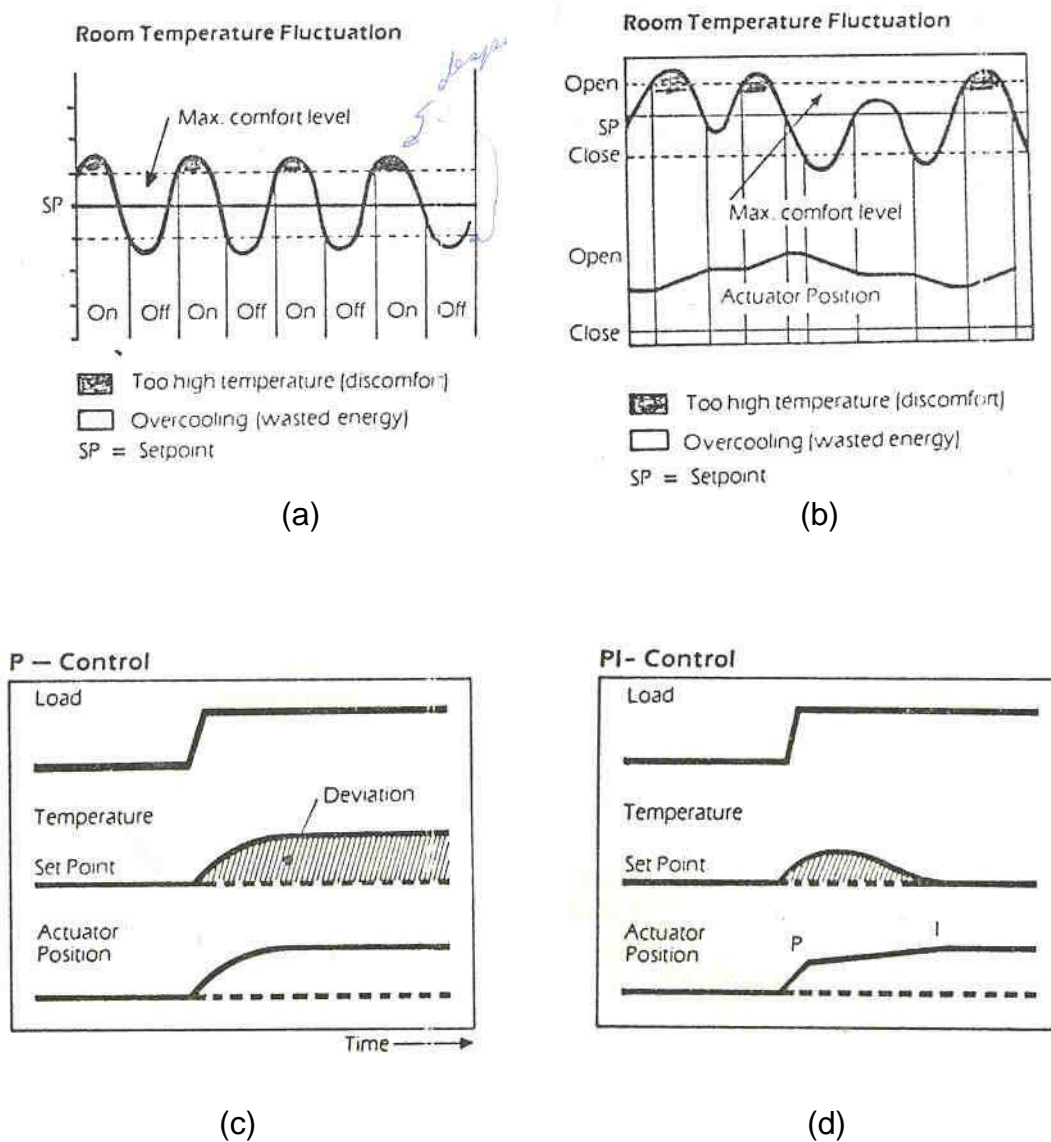 Room Temperature Fluctuation
Max. comfort level
SP
On Off On Off On Off On Off
Too high temperature (discomfort)
Overcooling (wasted energy)
SP = Setpoint
(a)
Room Temperature Fluctuation
Open
SP
Close
Max. comfort level
Open
Actuator Position
Close
Too high temperature (discomfort)
Overcooling (wasted energy)
SP = Setpoint
(b)
P – Control
Load
Deviation
Temperature
Set Point
Actuator
Position
Time
(c)
PI- Control
Load
Temperature
Set Point
Actuator
Position
P
I
(d)